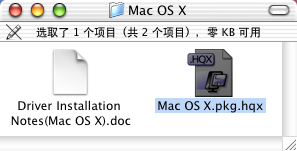 Mac OS X
选取了 1 个项目（共 2 个项目），零 KB 可用
HQX
Driver Installation
Notes(Mac OS X).doc
Mac OS X.pkg.hqx